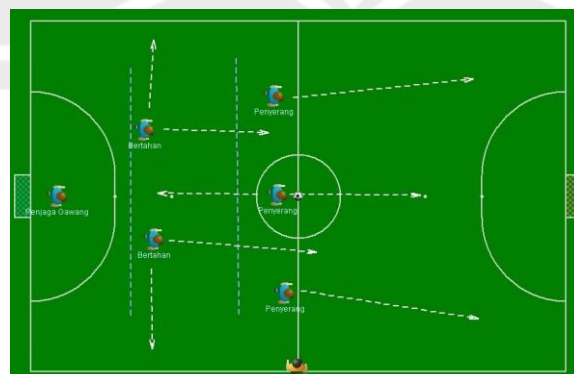 Penyerang
Bertahan
Penjaga Gawang
Penyerang
Bertahan
Penyerang